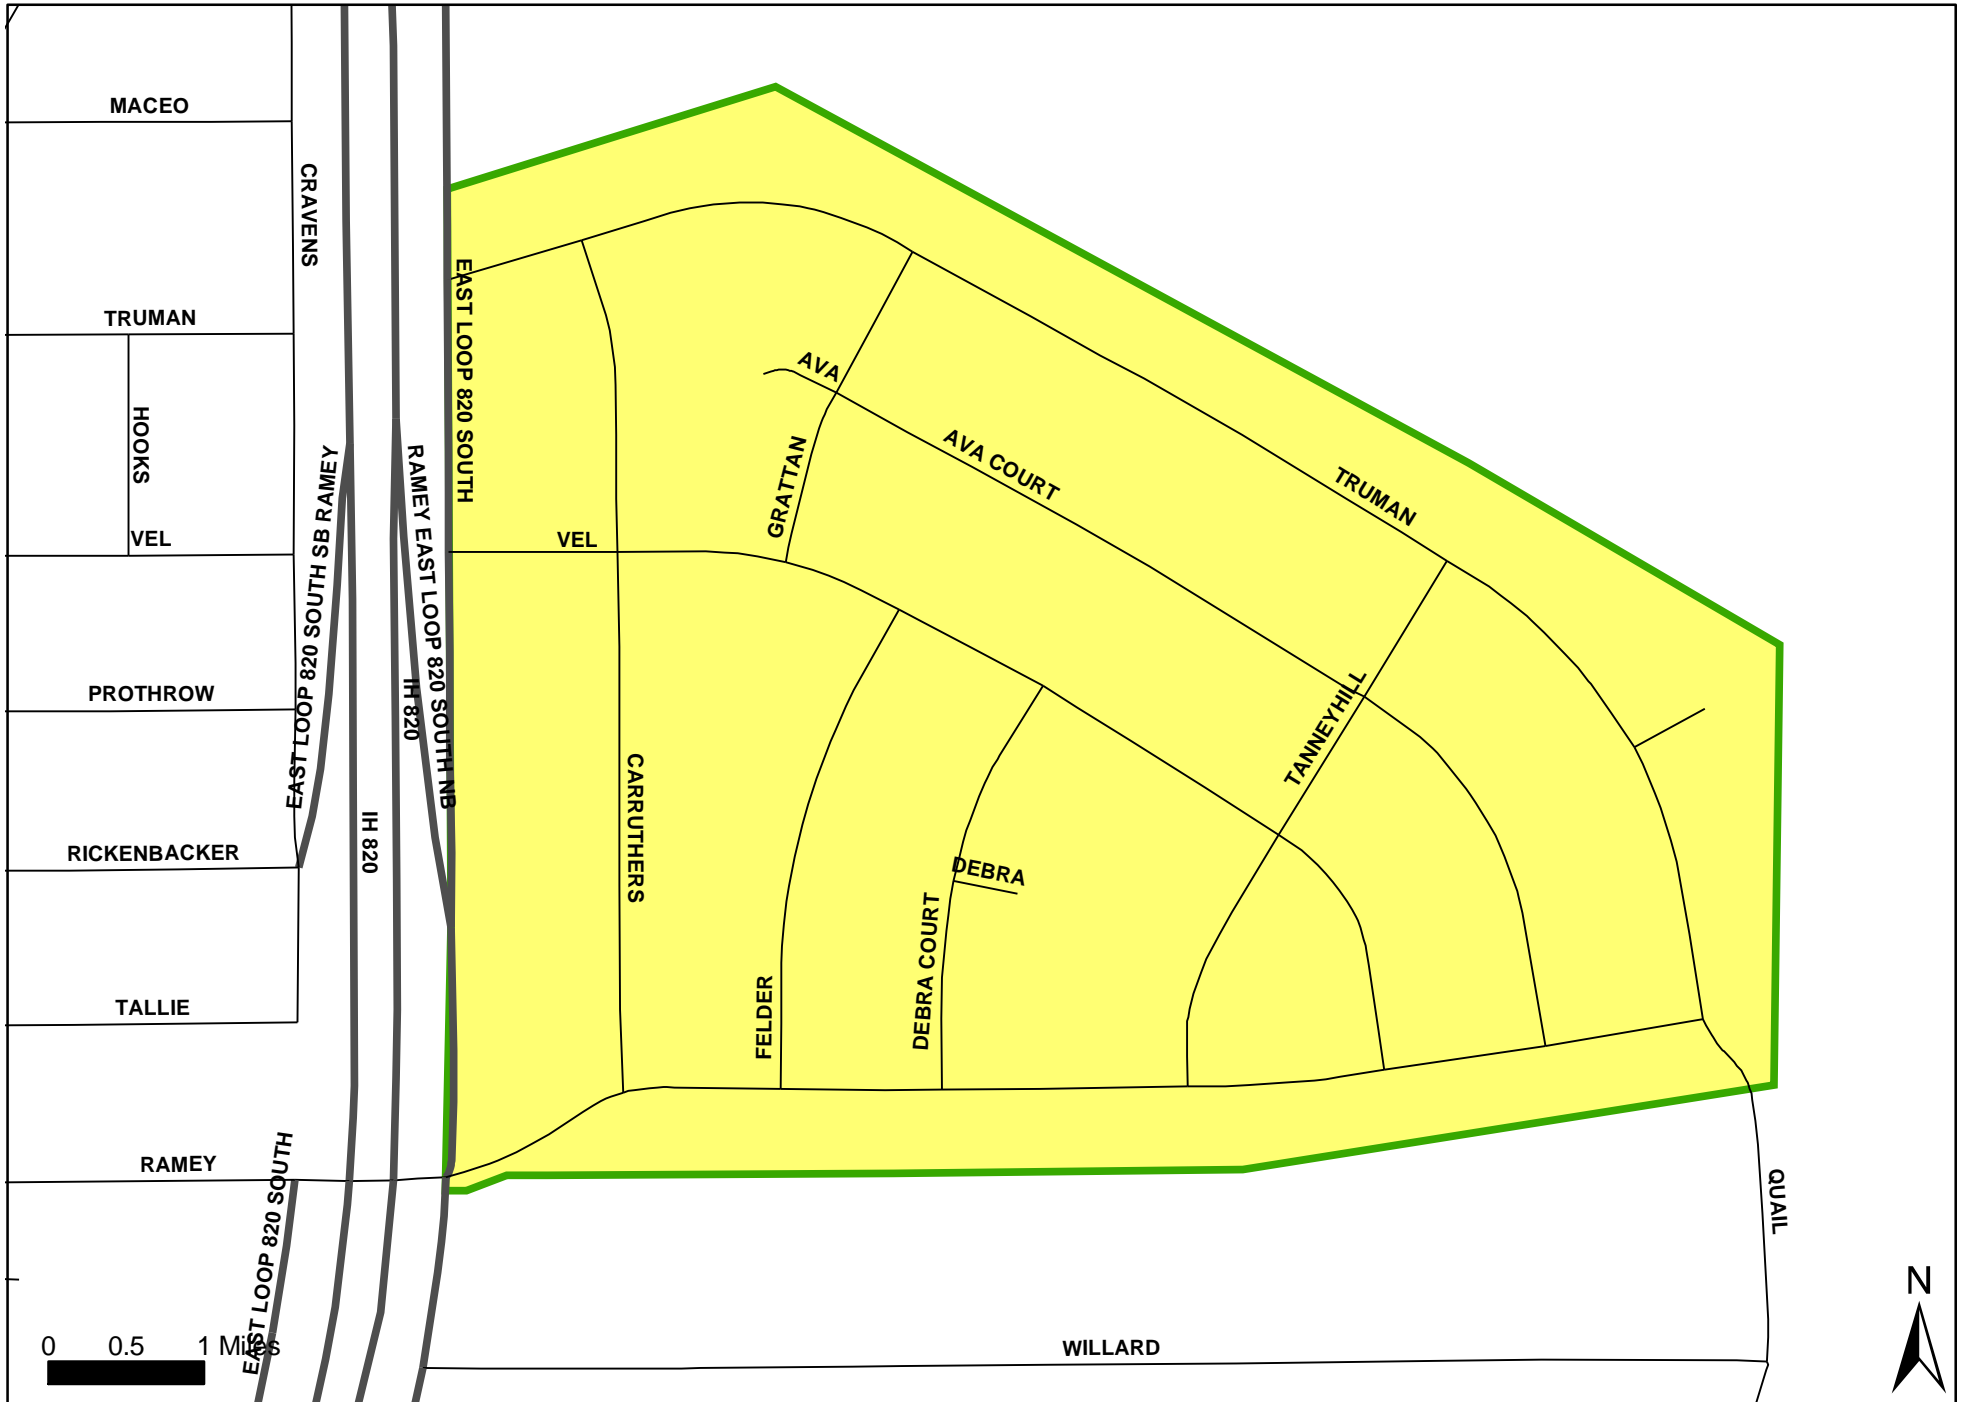 MACEO
CRAVENS
TRUMAN
EAST LOOP 820 SOUTH
HOOKS
AVA
AVA COURT
GRATTAN
TRUMAN
VEL
VEL
EAST LOOP 820 SOUTH SB RAMEY
RAMEY EAST LOOP 820 SOUTH NB
IH 820
PROTHROW
TANNEYHILL
CARRUTHERS
IH 820
RICKENBACKER
DEBRA
DEBRA COURT
FELDER
TALLIE
RAMEY
EAST LOOP 820 SOUTH
QUAIL
N
0 0.5 1 Miles
WILLARD